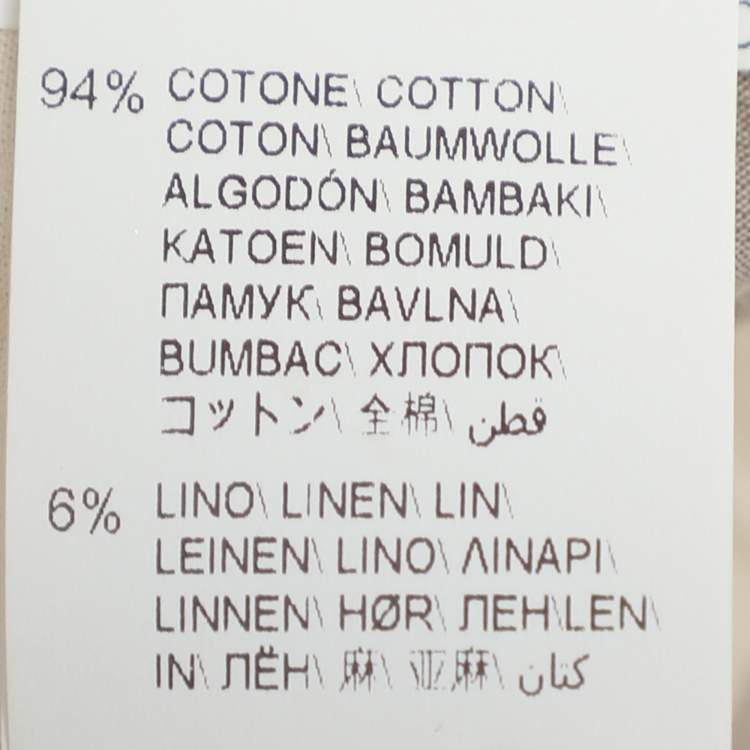 94% COTONE\ COTTON\
COTON\ BAUMWOLLE\
ALGODÓN\ BAMBAKI\
KATOEN\ BOMULD\
ПАМУК\ BAVLNA\
BUMBAC\ ХЛОПОК\
コットン\ 全棉\ قطن
6% LINO\ LINEN\ LIN\
LEINEN\ LINO\ ΛΙΝΑΡΙ\
LINNEN\ HØR\ ЛЕН\LEN\
IN\ ЛЁН\ 麻\ 亚麻\ كتان